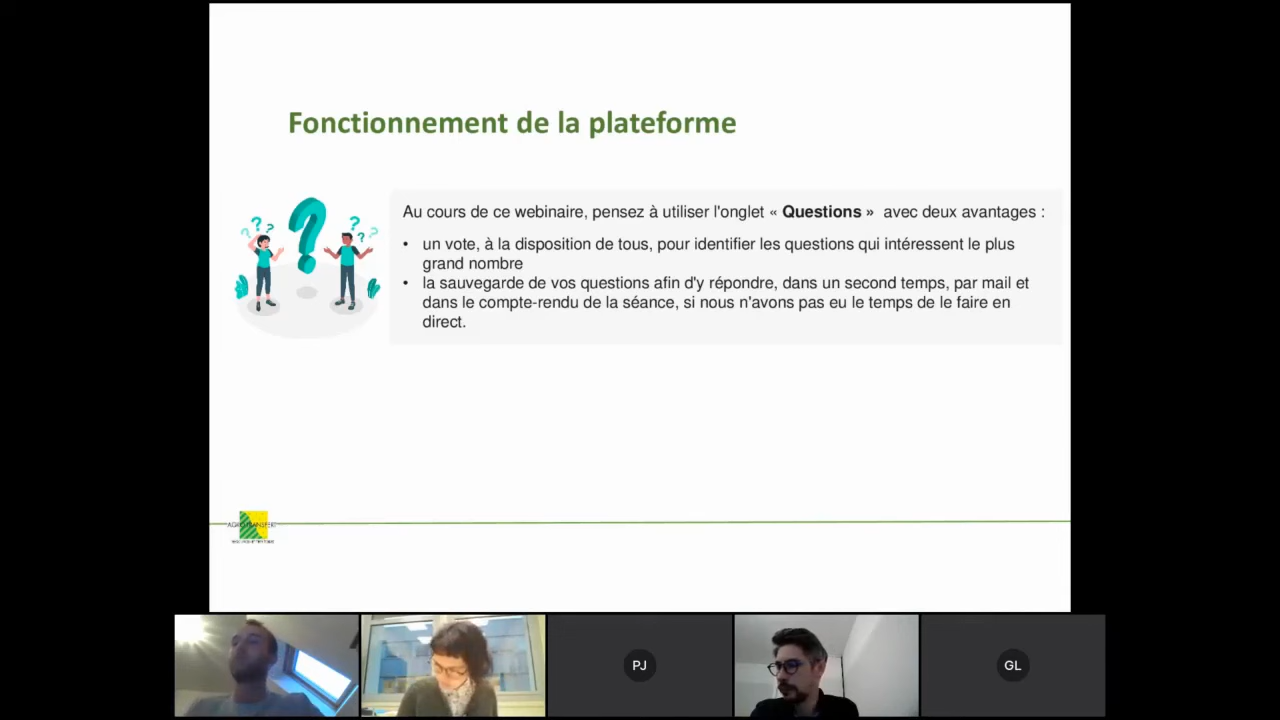 Fonctionnement de la plateforme
Au cours de ce webinaire, pensez à utiliser l'onglet « Questions » avec deux avantages :
• un vote, à la disposition de tous, pour identifier les questions qui intéressent le plus
grand nombre
• la sauvegarde de vos questions afin d'y répondre, dans un second temps, par mail et
dans le compte-rendu de la séance, si nous n'avons pas eu le temps de le faire en
direct.
AGRO-TRANSFERT
PJ
GL